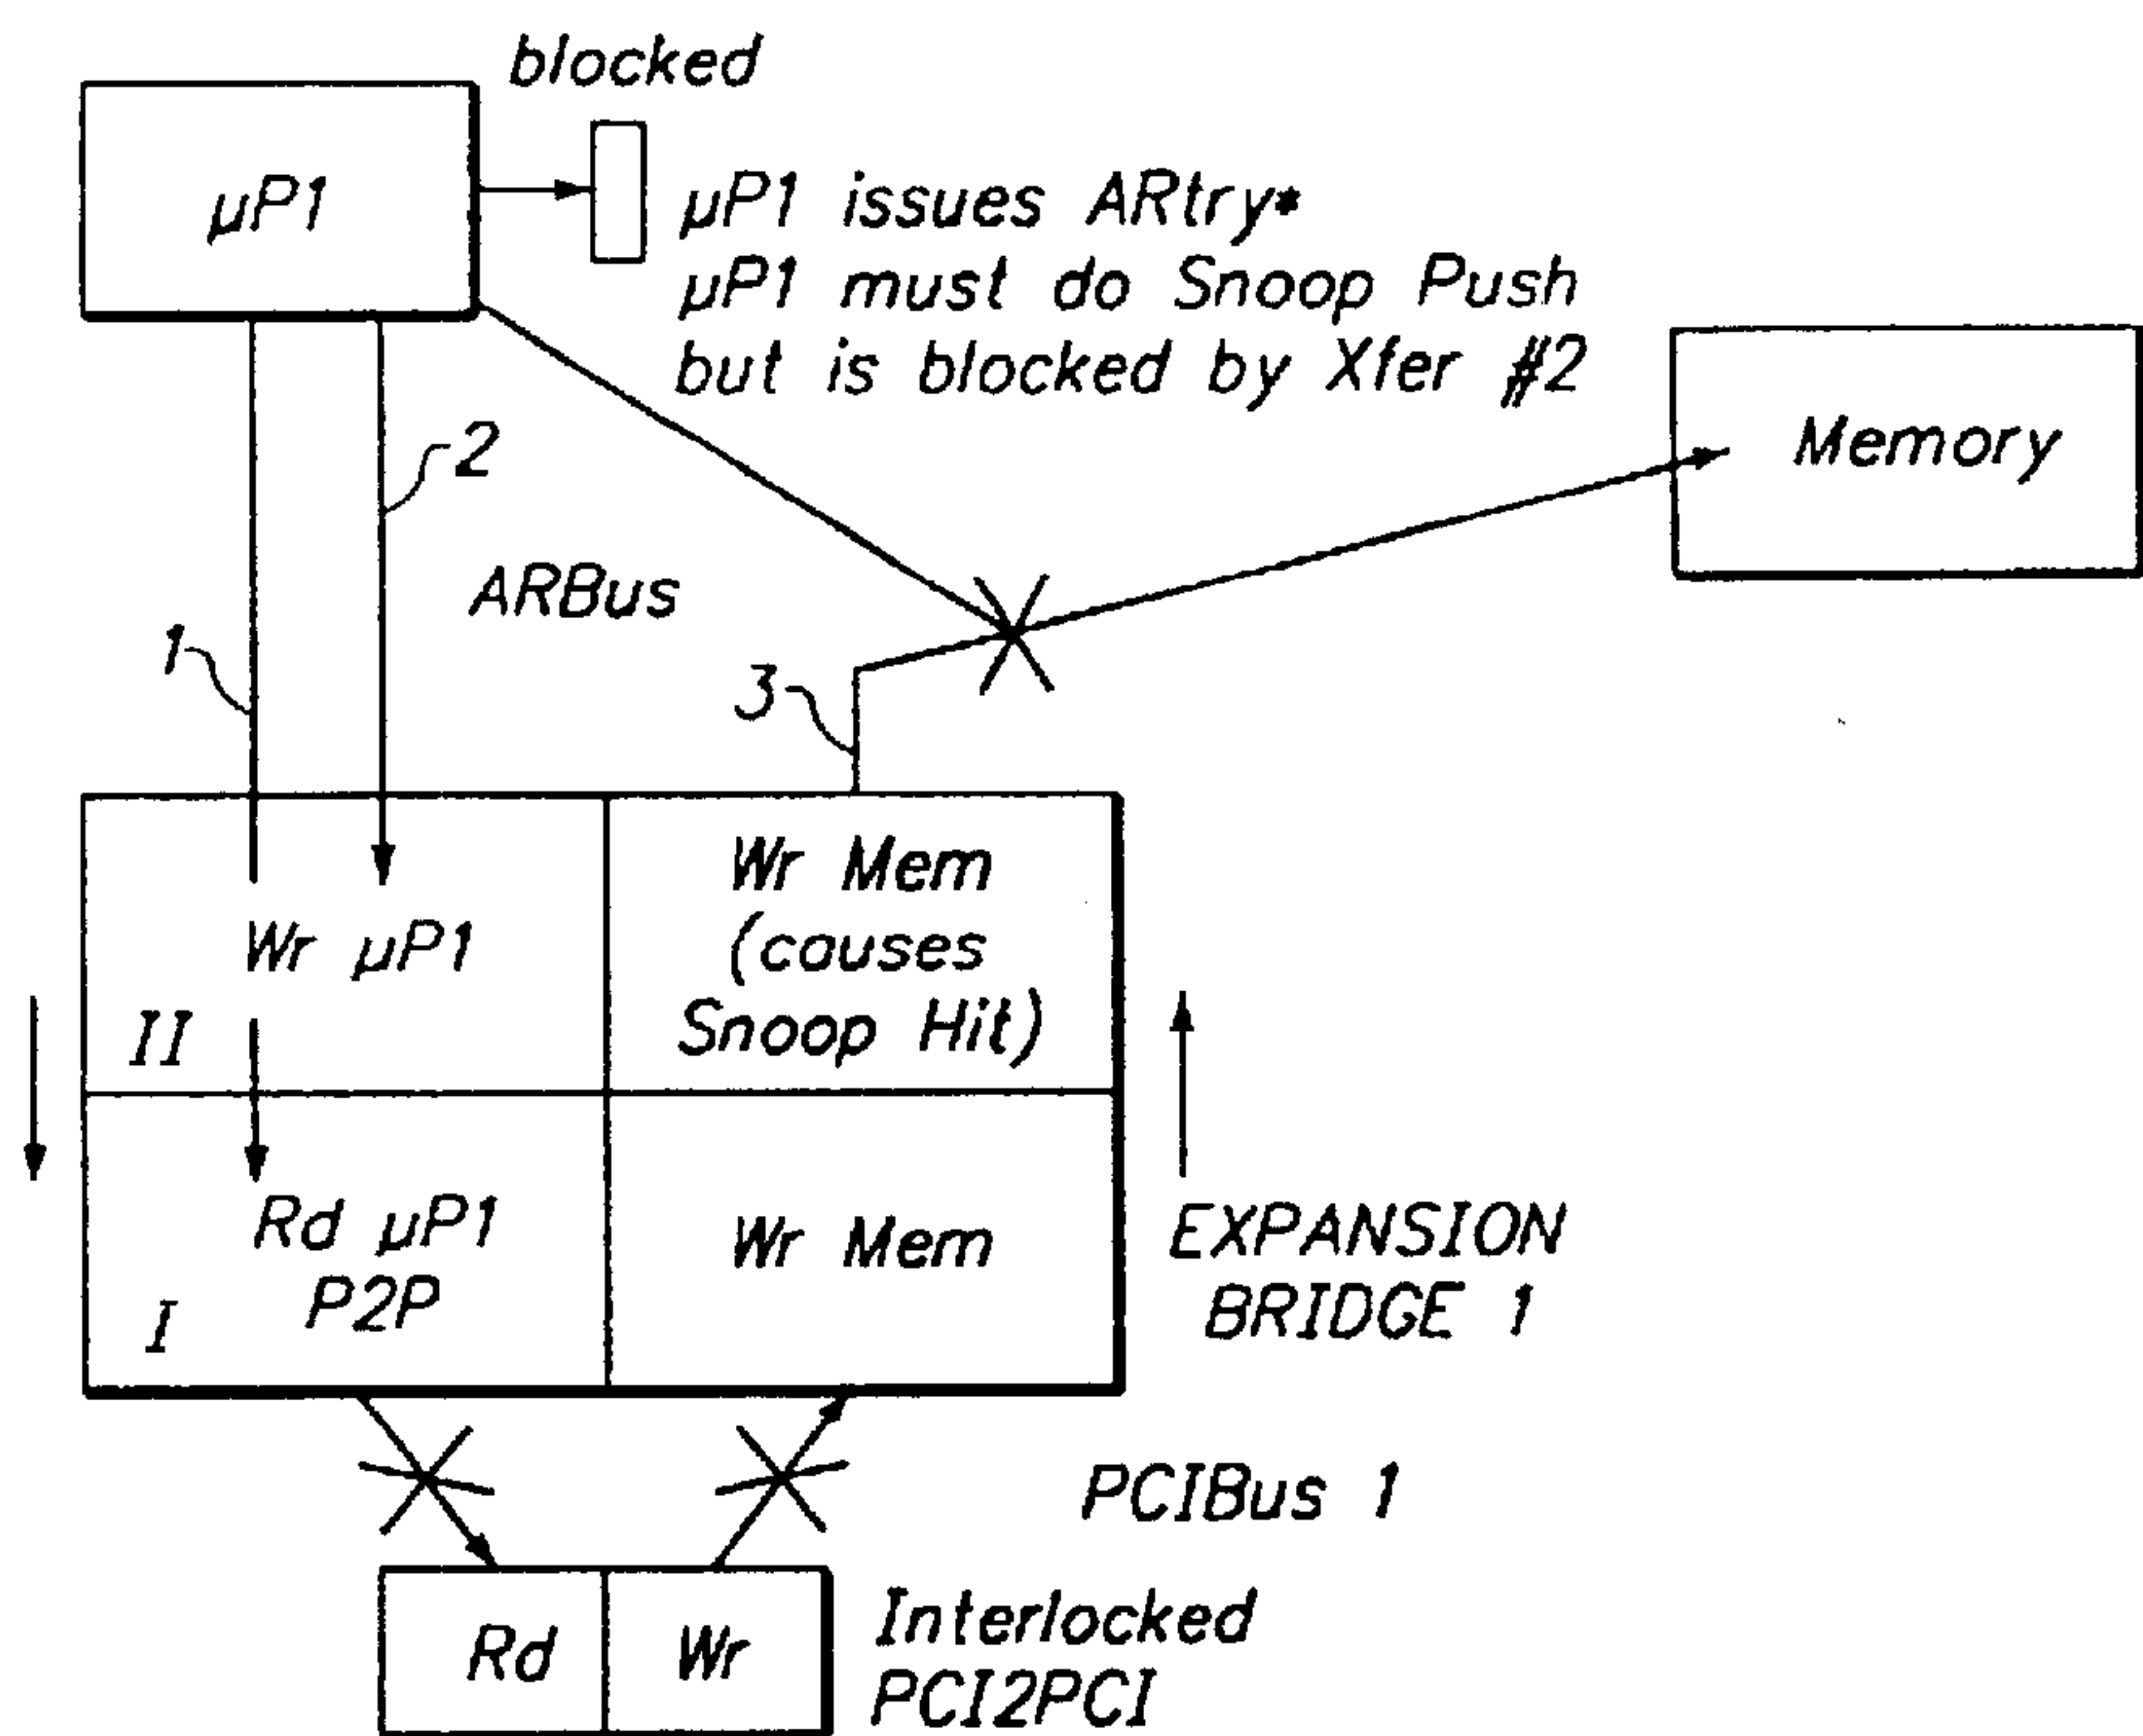 blocked
µP1
µP1 issues ARtry*
µP1 must do Snoop Push
but is blocked by Xfer #2
Memory
2
ARBus
1
3
Wr µP1
II
Wr Mem
(couses
Snoop Hit)
Rd µP1
P2P
I
Wr Mem
EXPANSION
BRIDGE 1
PCIBus 1
Rd
Wr
Interlocked
PCI2PCI